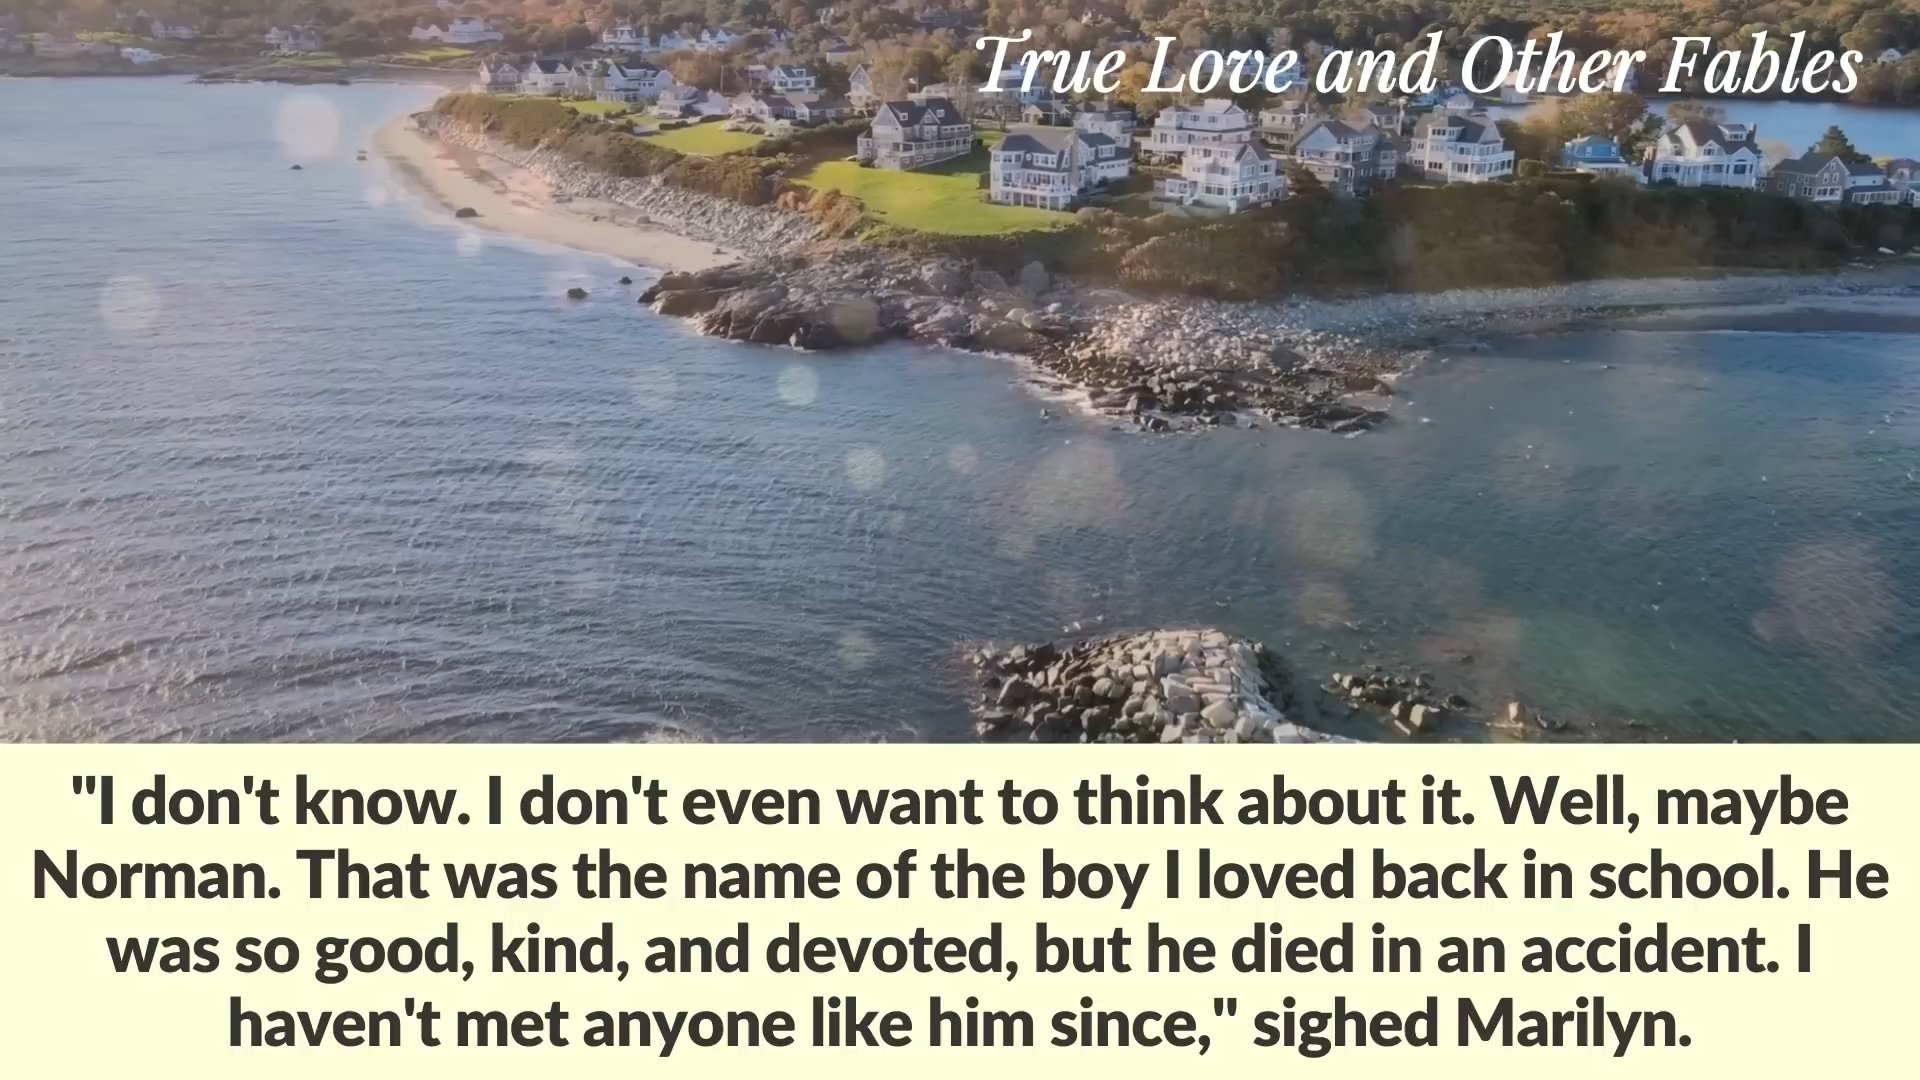 True Love and Other Fables
"I don't know. I don't even want to think about it. Well, maybe
Norman. That was the name of the boy I loved back in school. He
was so good, kind, and devoted, but he died in an accident. I
haven't met anyone like him since," sighed Marilyn.